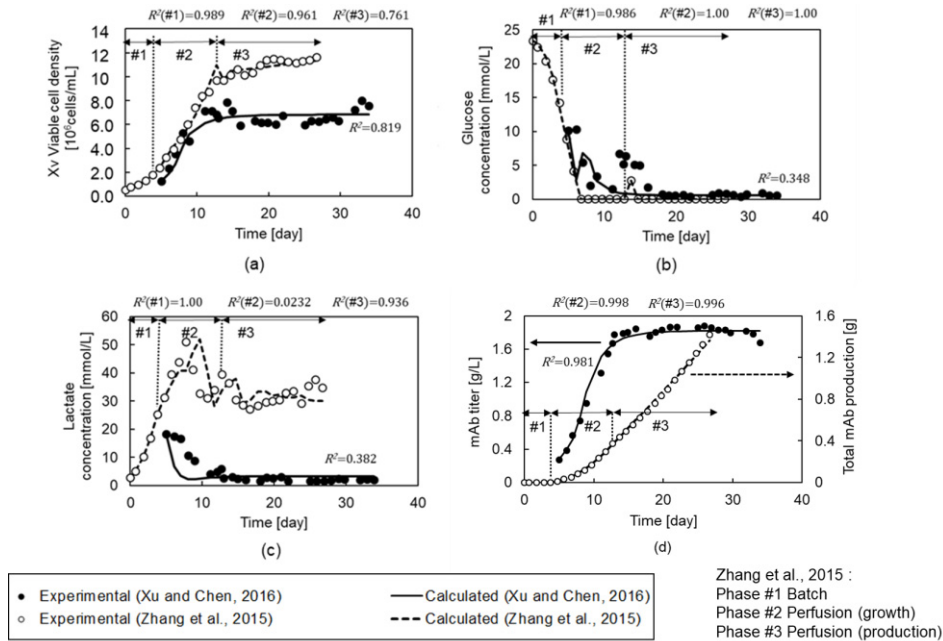 R²(#1)=0.989 R²(#2)=0.961 R²(#3)=0.761
Xv Viable cell density
[10⁶cells/mL]
14
12
10
8.0
6.0
4.0
2.0
0.0
#1
#2
#3
R²=0.819
0 10 20 30 40
Time [day]
(a)
R²(#1)=0.986 R²(#2)=1.00 R²(#3)=1.00
Glucose
concentration [mmol/L]
25
20
15
10
5
0
#1
#2
#3
R²=0.348
0 10 20 30 40
Time [day]
(b)
R²(#1)=1.00 R²(#2)=0.0232 R²(#3)=0.936
Lactate
concentration [mmol/L]
60
50
40
30
20
10
0
#1
#2
#3
R²=0.382
0 10 20 30 40
Time [day]
(c)
R²(#2)=0.998 R²(#3)=0.996
mAb titer [g/L]
2
1.6
1.2
0.8
0.4
0
R²=0.981
#1
#2
#3
1.6
1.2
0.8
0.4
0
Total mAb production [g]
0 10 20 30 40
Time [day]
(d)
Experimental (Xu and Chen, 2016)
Calculated (Xu and Chen, 2016)
Experimental (Zhang et al., 2015)
Calculated (Zhang et al., 2015)
Zhang et al., 2015 :
Phase #1 Batch
Phase #2 Perfusion (growth)
Phase #3 Perfusion (production)